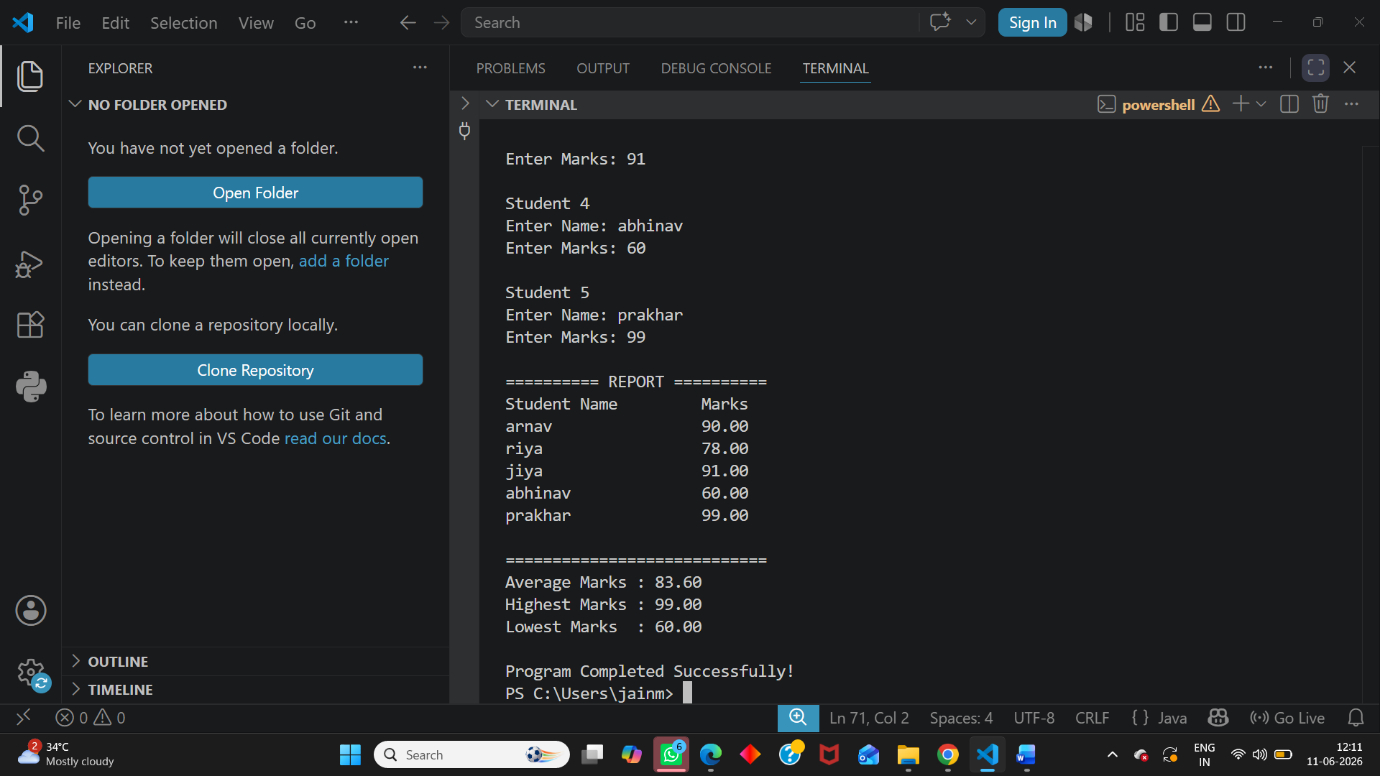 File Edit Selection View Go ··· Search Sign In
EXPLORER ···
NO FOLDER OPENED
You have not yet opened a folder.
Open Folder
Opening a folder will close all currently open
editors. To keep them open, add a folder
instead.
You can clone a repository locally.
Clone Repository
To learn more about how to use Git and
source control in VS Code read our docs.
OUTLINE
TIMELINE
PROBLEMS OUTPUT DEBUG CONSOLE TERMINAL ···
TERMINAL powershell ···
Enter Marks: 91
Student 4
Enter Name: abhinav
Enter Marks: 60
Student 5
Enter Name: prakhar
Enter Marks: 99
========== REPORT ==========
Student Name Marks
arnav 90.00
riya 78.00
jiya 91.00
abhinav 60.00
prakhar 99.00
============================
Average Marks : 83.60
Highest Marks : 99.00
Lowest Marks  : 60.00
Program Completed Successfully!
PS C:\Users\jainm>
0 0 Ln 71, Col 2 Spaces: 4 UTF-8 CRLF {} Java Go Live
2 34°C
Mostly cloudy
Search
6
ENG
IN
12:11
11-06-2026